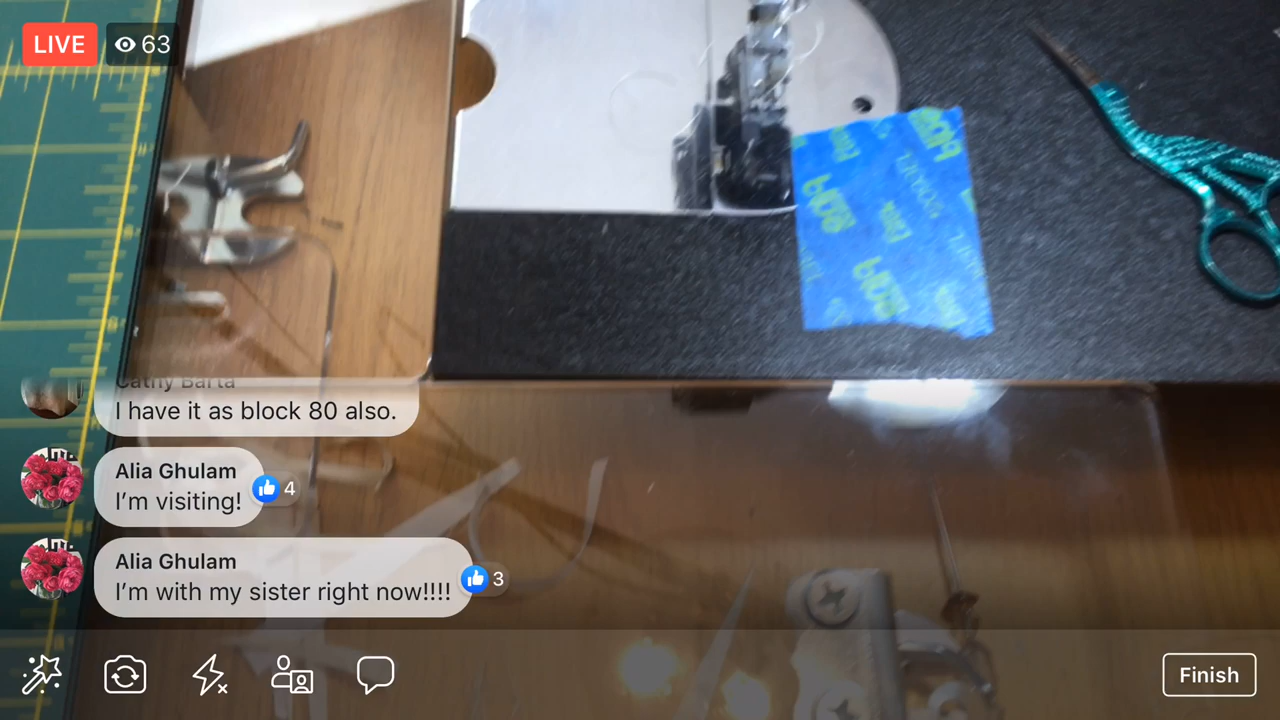 LIVE 63
Cathy Barta
I have it as block 80 also.
Alia Ghulam
I’m visiting! 4
Alia Ghulam
I’m with my sister right now!!!! 3
Finish